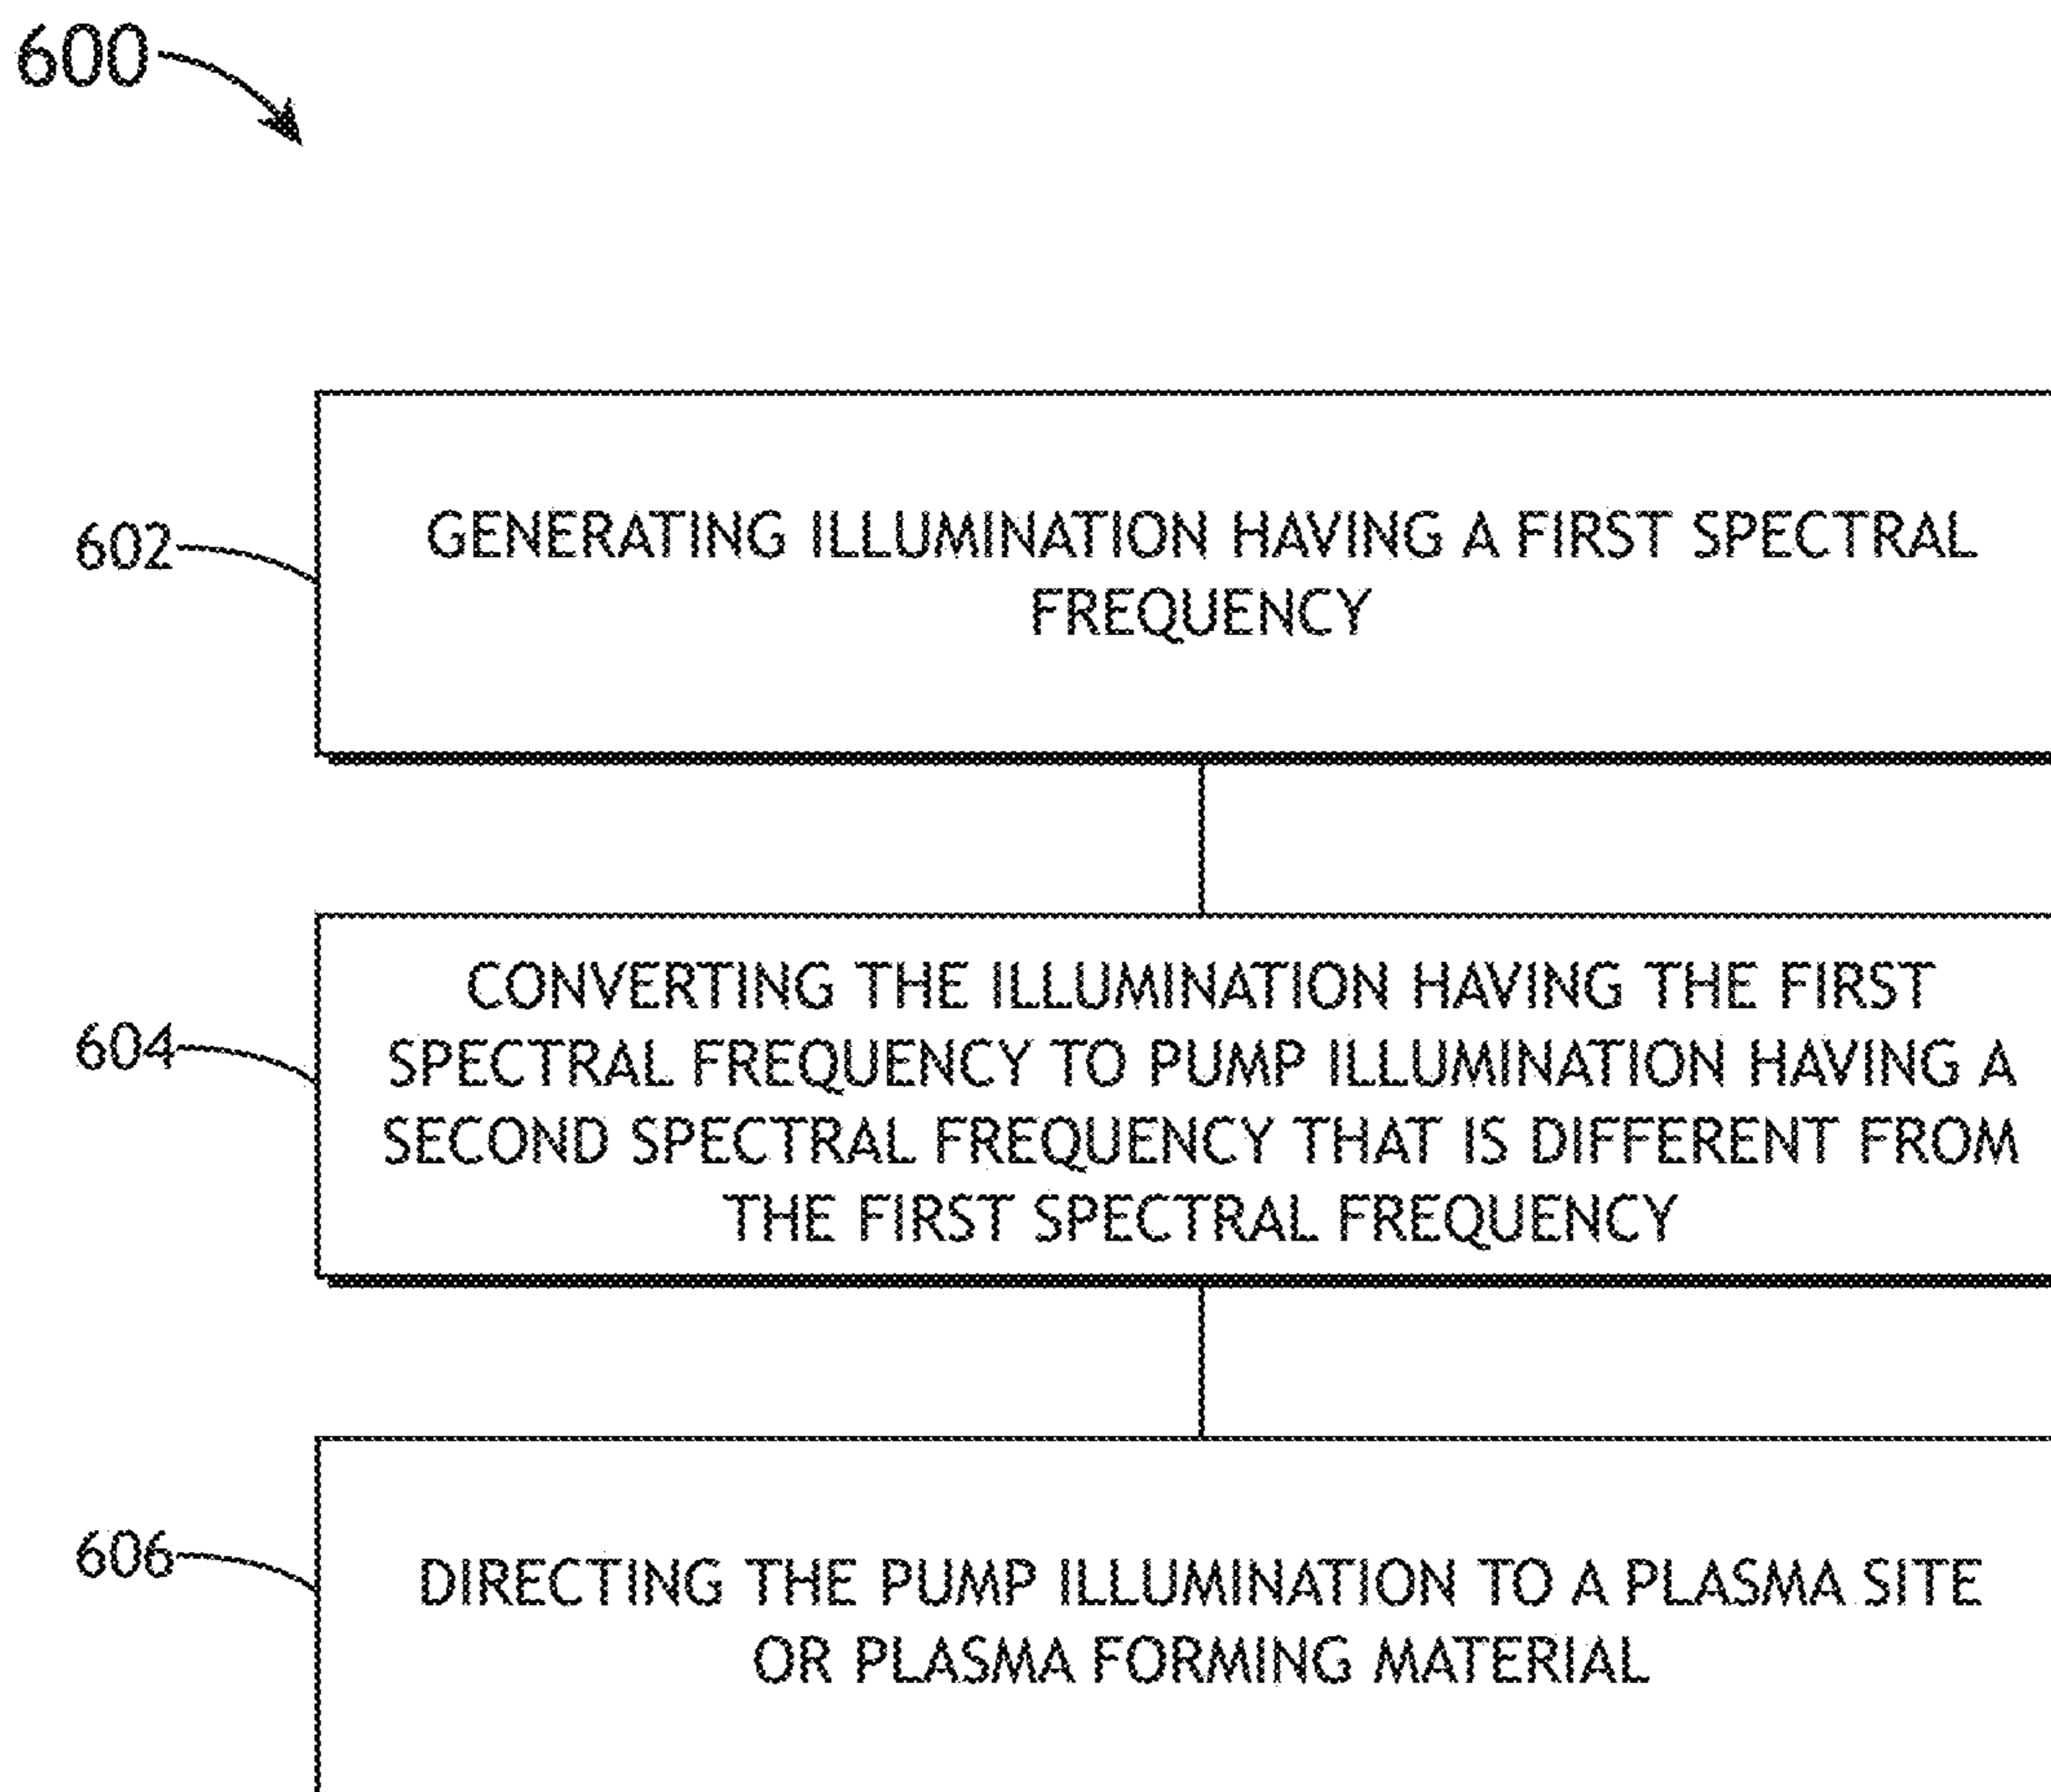 600
602
GENERATING ILLUMINATION HAVING A FIRST SPECTRAL
FREQUENCY
604
CONVERTING THE ILLUMINATION HAVING THE FIRST
SPECTRAL FREQUENCY TO PUMP ILLUMINATION HAVING A
SECOND SPECTRAL FREQUENCY THAT IS DIFFERENT FROM
THE FIRST SPECTRAL FREQUENCY
606
DIRECTING THE PUMP ILLUMINATION TO A PLASMA SITE
OR PLASMA FORMING MATERIAL